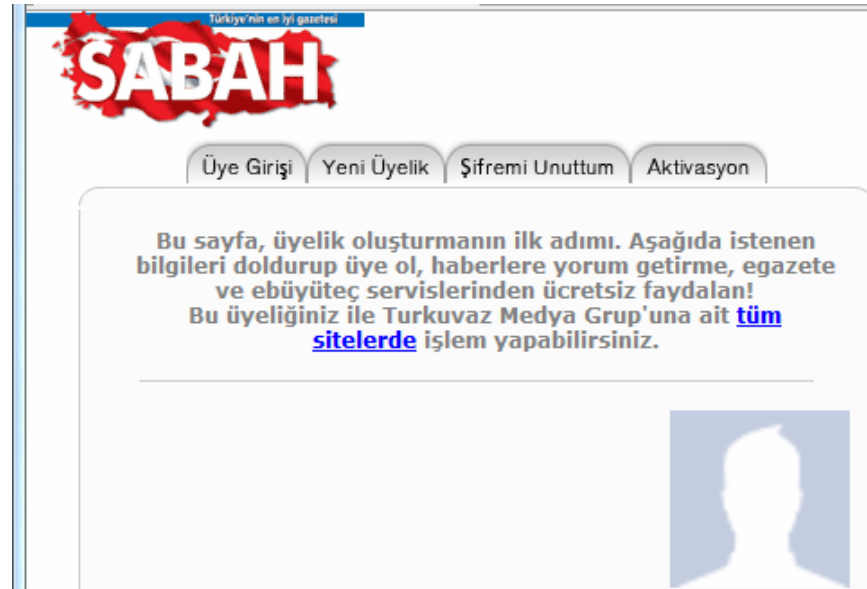 Türkiye'nin en iyi gazetesi
SABAH
Üye Girişi Yeni Üyelik Şifremi Unuttum Aktivasyon
Bu sayfa, üyelik oluşturmanın ilk adımı. Aşağıda istenen
bilgileri doldurup üye ol, haberlere yorum getirme, egazete
ve ebüyüteç servislerinden ücretsiz faydalan!
Bu üyeliğiniz ile Turkuvaz Medya Grup'una ait tüm
sitelerde işlem yapabilirsiniz.